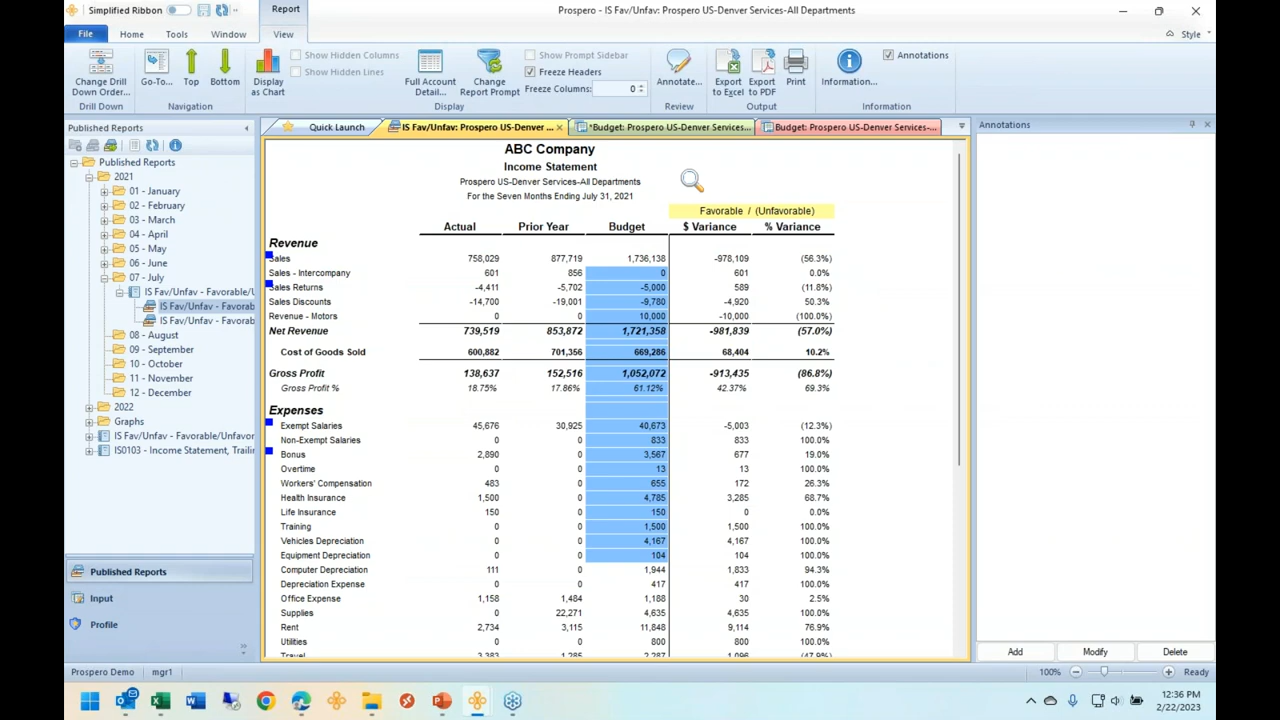 Simplified Ribbon
Report
Prospero - IS Fav/Unfav: Prospero US-Denver Services-All Departments
File Home Tools Window View Style
Change Drill Down Order...
Drill Down
Go-To... Top Bottom
Navigation
Display as Chart
Show Hidden Columns
Show Hidden Lines
Full Account Detail...
Change Report Prompt
Show Prompt Sidebar
Freeze Headers
Freeze Columns: 0
Display
Annotate...
Review
Export to Excel
Export to PDF
Print
Output
Information...
Annotations
Information
Published Reports
Quick Launch
IS Fav/Unfav: Prospero US-Denver ...
*Budget: Prospero US-Denver Services...
Budget: Prospero US-Denver Services-...
Annotations
Published Reports
2021
01 - January
02 - February
03 - March
04 - April
05 - May
06 - June
07 - July
IS Fav/Unfav - Favorable/U
IS Fav/Unfav - Favorab
IS Fav/Unfav - Favorab
08 - August
09 - September
10 - October
11 - November
12 - December
2022
Graphs
IS Fav/Unfav - Favorable/Unfavor
IS0103 - Income Statement, Trailin
Published Reports
Input
Profile
ABC Company
Income Statement
Prospero US-Denver Services-All Departments
For the Seven Months Ending July 31, 2021
Favorable / (Unfavorable)
Actual Prior Year Budget $ Variance % Variance
Revenue
Sales 758,029 877,719 1,736,138 -978,109 (56.3%)
Sales - Intercompany 601 856 0 601 0.0%
Sales Returns -4,411 -5,702 -5,000 589 (11.8%)
Sales Discounts -14,700 -19,001 -9,780 -4,920 50.3%
Revenue - Motors 0 0 10,000 -10,000 (100.0%)
Net Revenue 739,519 853,872 1,721,358 -981,839 (57.0%)
Cost of Goods Sold 600,882 701,356 669,286 68,404 10.2%
Gross Profit 138,637 152,516 1,052,072 -913,435 (86.8%)
Gross Profit % 18.75% 17.86% 61.12% 42.37% 69.3%
Expenses
Exempt Salaries 45,676 30,925 40,673 -5,003 (12.3%)
Non-Exempt Salaries 0 0 833 833 100.0%
Bonus 2,890 0 3,567 677 19.0%
Overtime 0 0 13 13 100.0%
Workers' Compensation 483 0 655 172 26.3%
Health Insurance 1,500 0 4,785 3,285 68.7%
Life Insurance 150 0 150 0 0.0%
Training 0 0 1,500 1,500 100.0%
Vehicles Depreciation 0 0 4,167 4,167 100.0%
Equipment Depreciation 0 0 104 104 100.0%
Computer Depreciation 111 0 1,944 1,833 94.3%
Depreciation Expense 0 0 417 417 100.0%
Office Expense 1,158 1,484 1,188 30 2.5%
Supplies 0 22,271 4,635 4,635 100.0%
Rent 2,734 3,115 11,848 9,114 76.9%
Utilities 0 0 800 800 100.0%
Travel 3,383 1,285 2,287 1,096 (47.9%)
Add Modify Delete
Prospero Demo mgr1 100% Ready
12:36 PM
2/22/2023